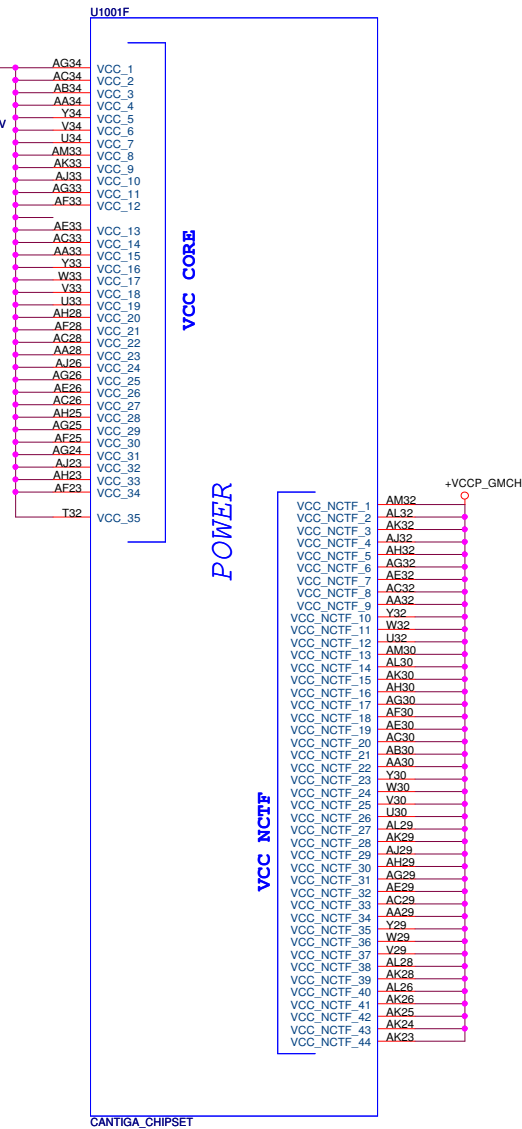 U1001F
AG34 VCC_1
AC34 VCC_2
AB34 VCC_3
AA34 VCC_4
Y34 VCC_5
V
V34 VCC_6
U34 VCC_7
AM33 VCC_8
AK33 VCC_9
AJ33 VCC_10
AG33 VCC_11
AF33 VCC_12
AE33 VCC_13
AC33 VCC_14
AA33 VCC_15
Y33 VCC_16
W33 VCC_17
V33 VCC_18
U33 VCC_19
AH28 VCC_20
AF28 VCC_21
AC28 VCC_22
AA28 VCC_23
AJ26 VCC_24
AG26 VCC_25
AE26 VCC_26
AC26 VCC_27
AH25 VCC_28
AG25 VCC_29
AF25 VCC_30
AG24 VCC_31
AJ23 VCC_32
AH23 VCC_33
AF23 VCC_34
T32 VCC_35
VCC CORE
POWER
+VCCP_GMCH
VCC_NCTF_1 AM32
VCC_NCTF_2 AL32
VCC_NCTF_3 AK32
VCC_NCTF_4 AJ32
VCC_NCTF_5 AH32
VCC_NCTF_6 AG32
VCC_NCTF_7 AE32
VCC_NCTF_8 AC32
VCC_NCTF_9 AA32
VCC_NCTF_10 Y32
VCC_NCTF_11 W32
VCC_NCTF_12 U32
VCC_NCTF_13 AM30
VCC_NCTF_14 AL30
VCC_NCTF_15 AK30
VCC_NCTF_16 AH30
VCC_NCTF_17 AG30
VCC_NCTF_18 AF30
VCC_NCTF_19 AE30
VCC_NCTF_20 AC30
VCC_NCTF_21 AB30
VCC_NCTF_22 AA30
VCC_NCTF_23 Y30
VCC_NCTF_24 W30
VCC_NCTF_25 V30
VCC_NCTF_26 U30
VCC_NCTF_27 AL29
VCC_NCTF_28 AK29
VCC_NCTF_29 AJ29
VCC_NCTF_30 AH29
VCC_NCTF_31 AG29
VCC_NCTF_32 AE29
VCC_NCTF_33 AC29
VCC_NCTF_34 AA29
VCC_NCTF_35 Y29
VCC_NCTF_36 W29
VCC_NCTF_37 V29
VCC_NCTF_38 AL28
VCC_NCTF_39 AK28
VCC_NCTF_40 AL26
VCC_NCTF_41 AK26
VCC_NCTF_42 AK25
VCC_NCTF_43 AK24
VCC_NCTF_44 AK23
VCC NCTF
CANTIGA_CHIPSET